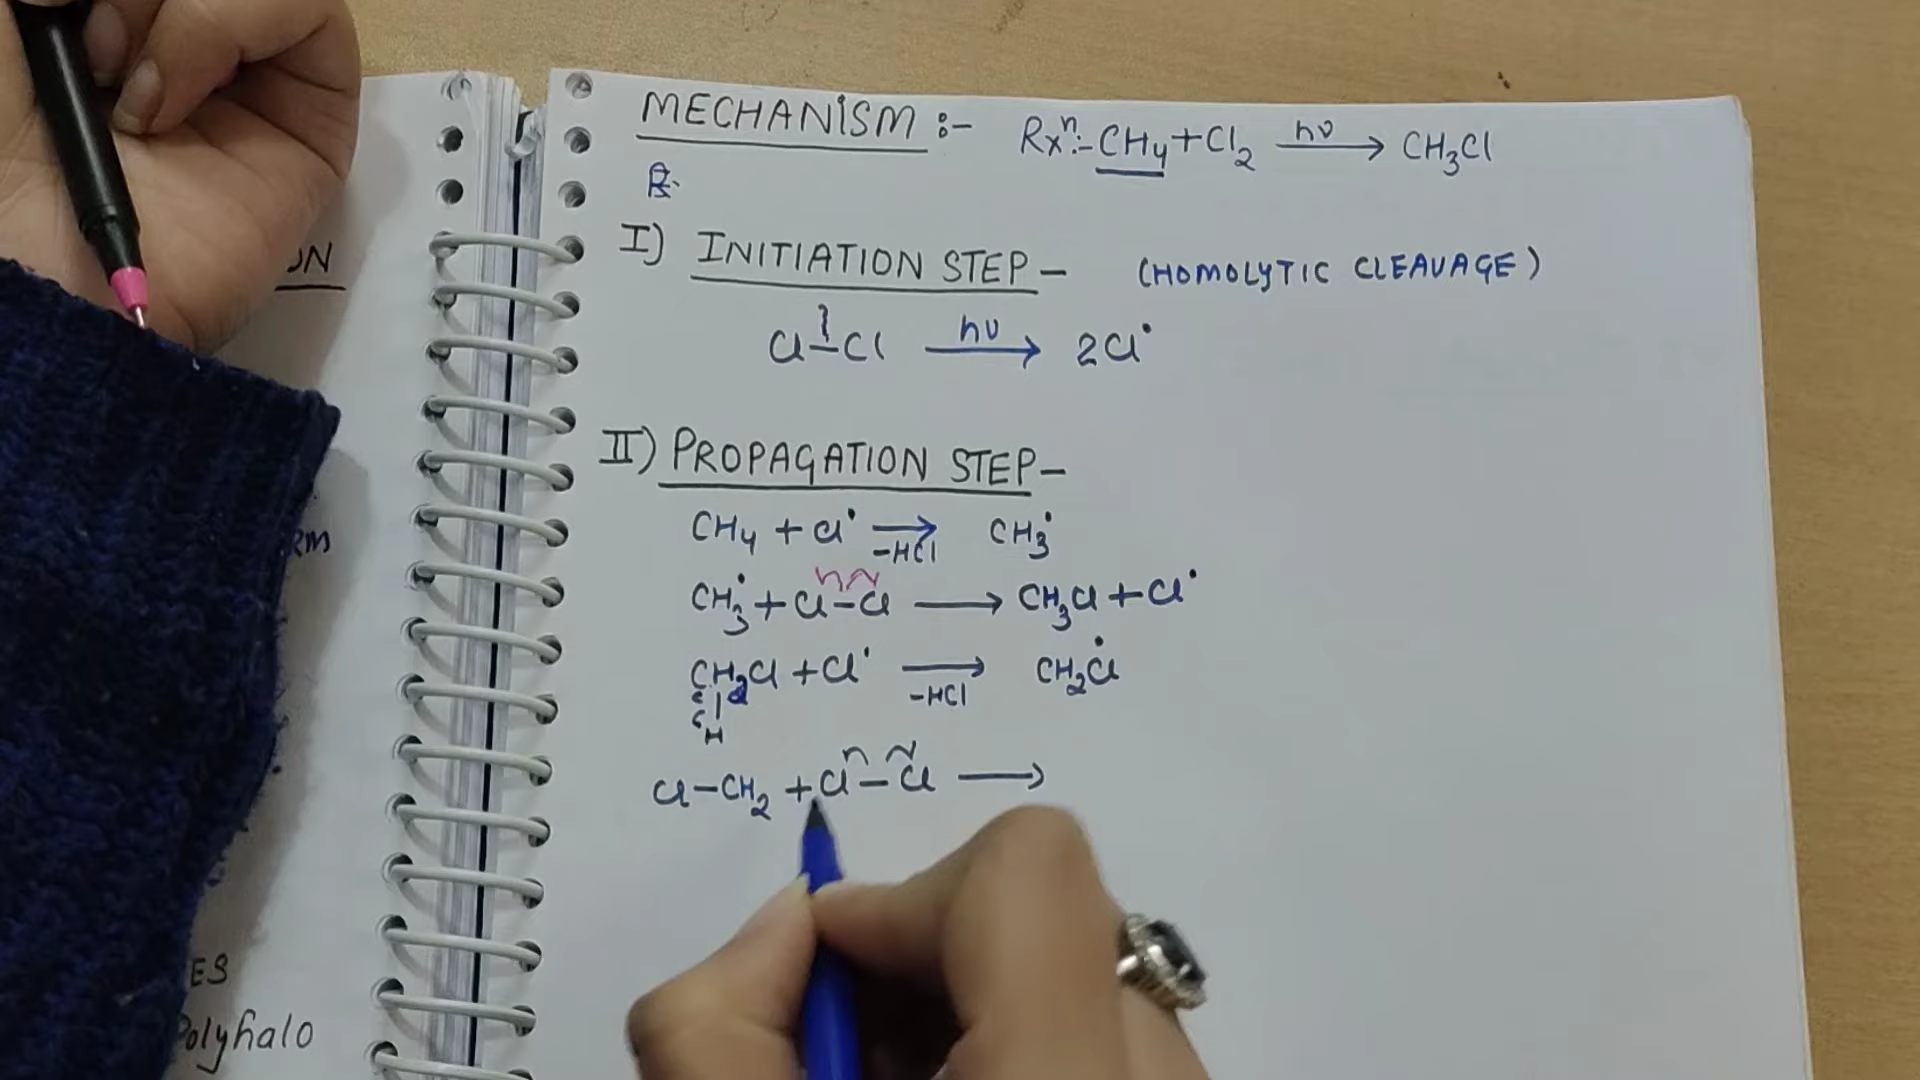 MECHANISM :- Rxⁿ:- CH₄ + Cl₂ hν → CH₃Cl
I) INITIATION STEP - (HOMOLYTIC CLEAVAGE)
Cl–Cl hν → 2Cl•
II) PROPAGATION STEP -
CH₄ + Cl• → -HCl CH₃•
CH₃• + Cl–Cl → CH₃Cl + Cl•
CH₂Cl + Cl• → -HCl CH₂Cl•
H
Cl–CH₂ + Cl–Cl →
ON
RM
ES
Polyhalo